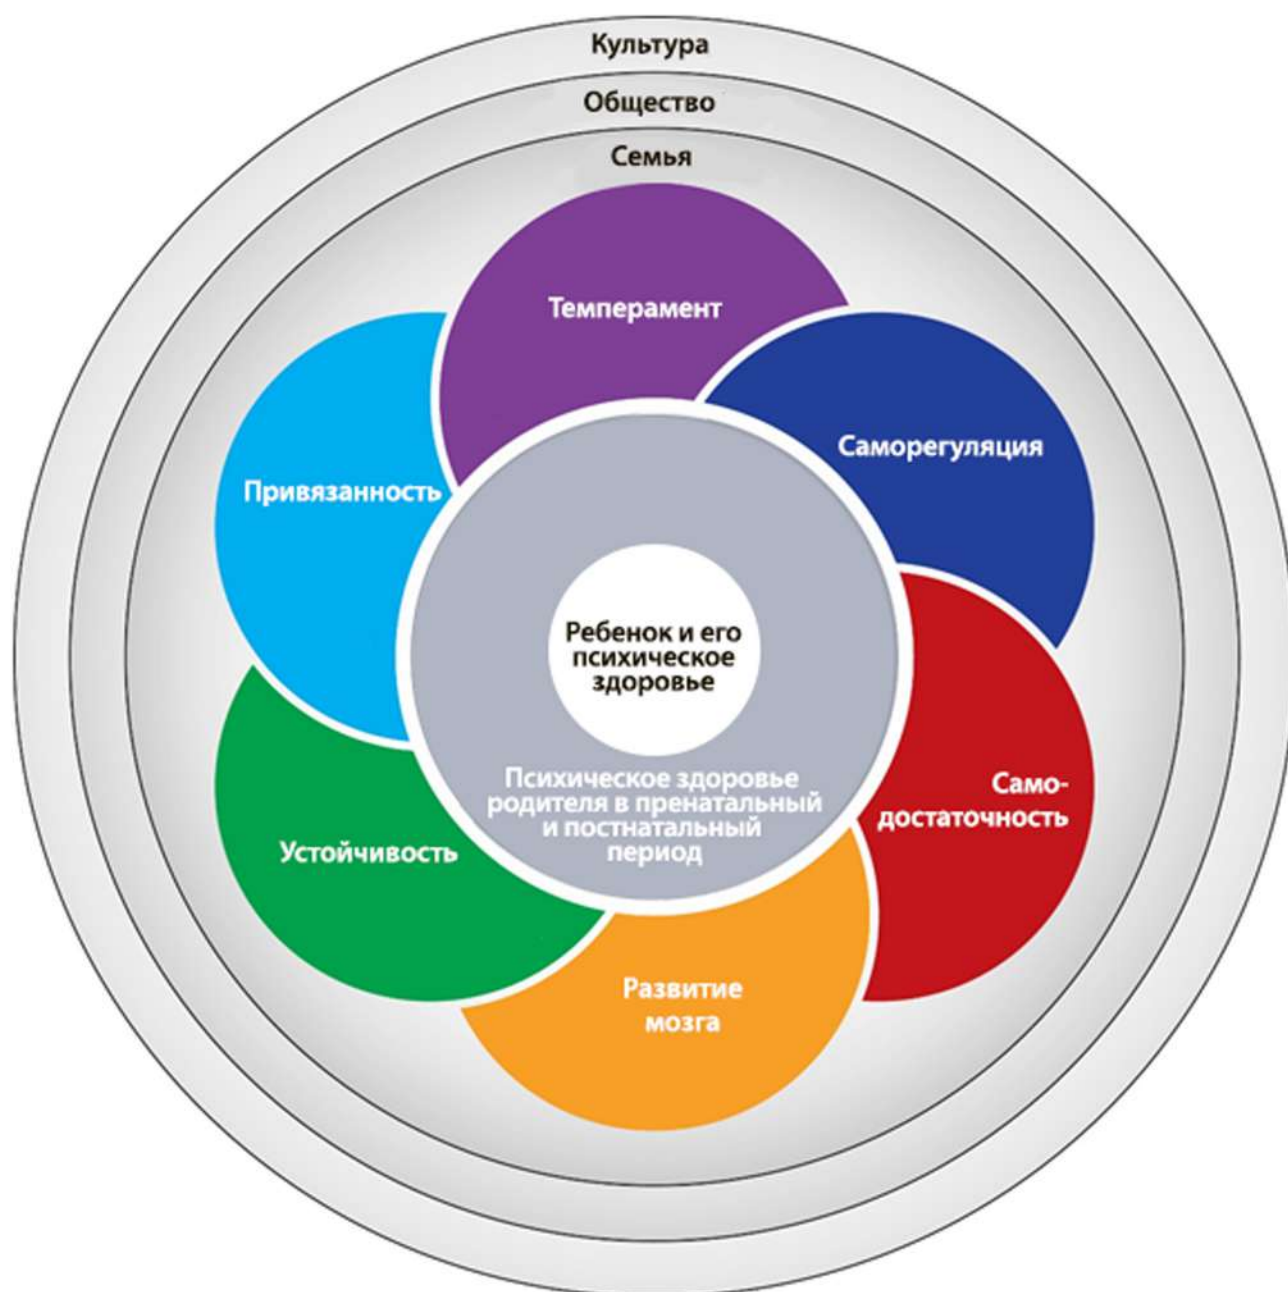 Культура
Общество
Семья
Темперамент
Саморегуляция
Привязанность
Ребенок и его
психическое
здоровье
Психическое здоровье
родителя в пренатальный
и постнатальный
период
Само-
достаточность
Устойчивость
Развитие
мозга